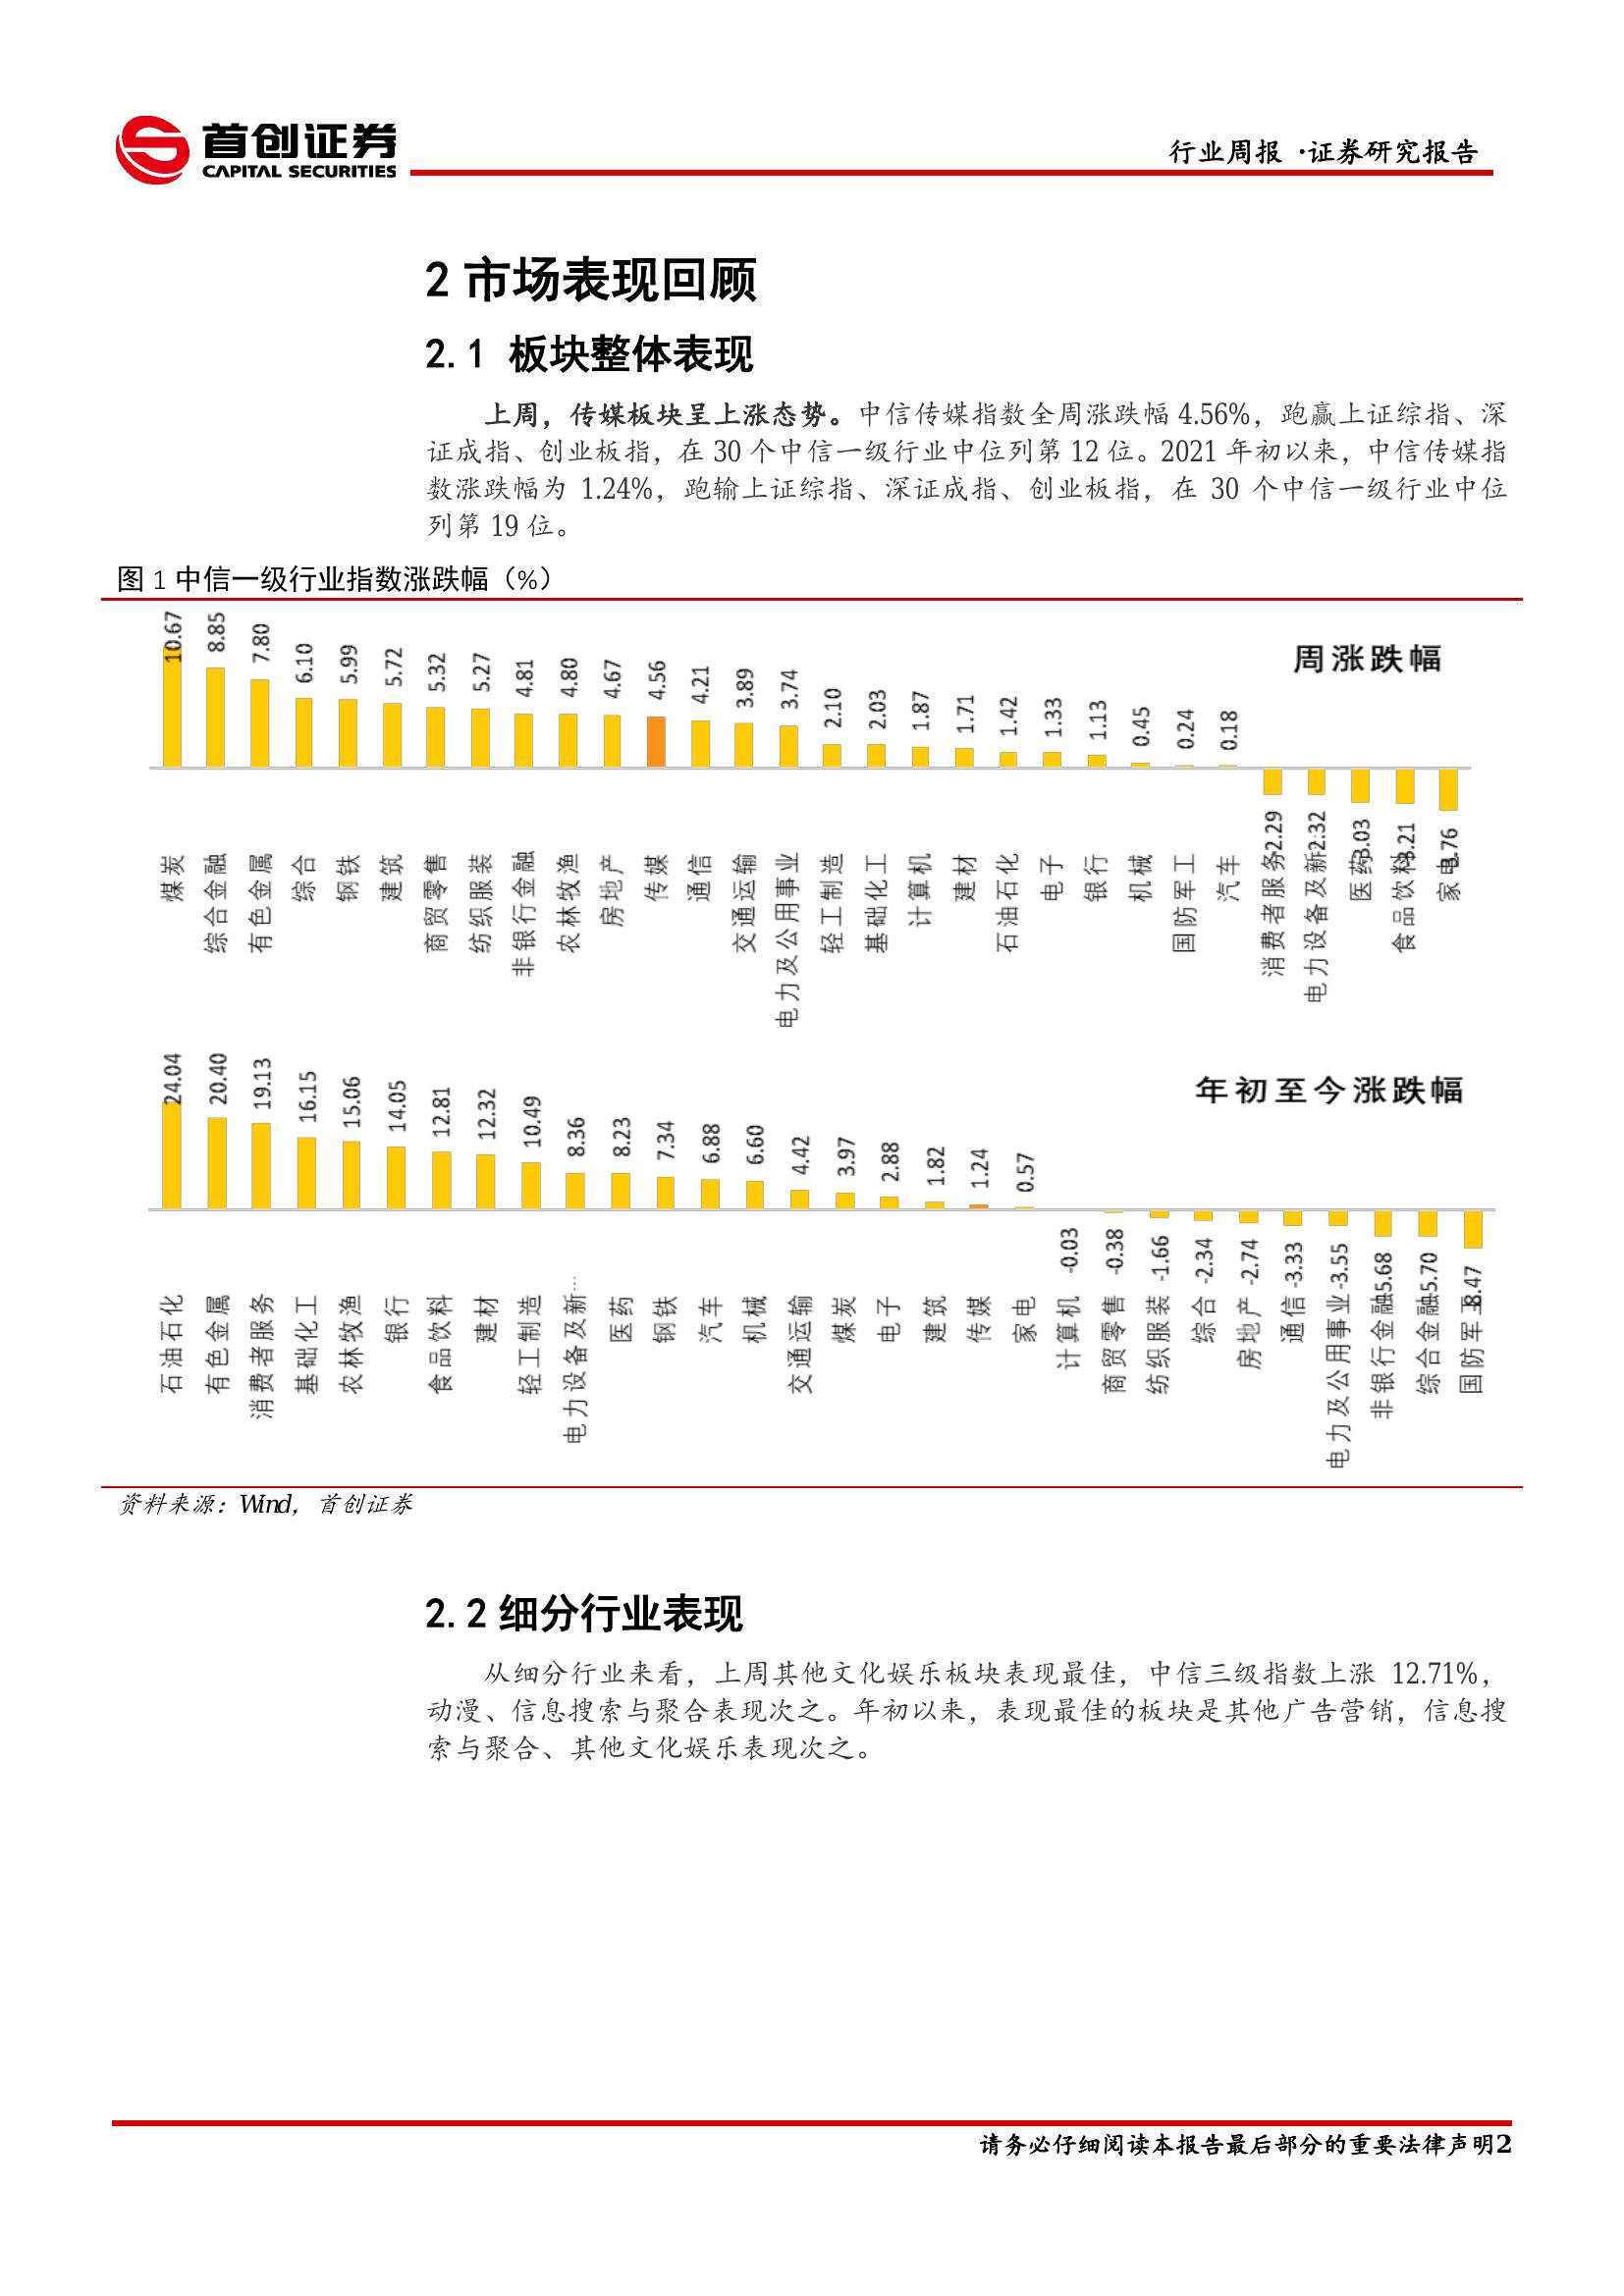 首创证券
CAPITAL SECURITIES
行业周报 ·证券研究报告
2 市场表现回顾
2.1 板块整体表现
上周，传媒板块呈上涨态势。中信传媒指数全周涨跌幅 4.56%，跑赢上证综指、深
证成指、创业板指，在 30 个中信一级行业中位列第 12 位。2021 年初以来，中信传媒指
数涨跌幅为 1.24%，跑输上证综指、深证成指、创业板指，在 30 个中信一级行业中位
列第 19 位。
图 1 中信一级行业指数涨跌幅（%）
周涨跌幅
10.67 8.85 7.80 6.10 5.99 5.72 5.32 5.27 4.81 4.80 4.67 4.56 4.21 3.89 3.74 2.10 2.03 1.87 1.71 1.42 1.33 1.13 0.45 0.24 0.18 -2.29 -2.32 -3.03 -3.21 -3.76
煤炭 综合金融 有色金属 综合 钢铁 建筑 商贸零售 纺织服装 非银行金融 农林牧渔 房地产 传媒 通信 交通运输 电力及公用事业 轻工制造 基础化工 计算机 建材 石油石化 电子 银行 机械 国防军工 汽车 消费者服务 电力设备及新 医药 食品饮料 家电
年初至今涨跌幅
24.04 20.40 19.13 16.15 15.06 14.05 12.81 12.32 10.49 8.36 8.23 7.34 6.88 6.60 4.42 3.97 2.88 1.82 1.24 0.57 -0.03 -0.38 -1.66 -2.34 -2.74 -3.33 -3.55 -5.68 -5.70 -8.47
石油石化 有色金属 消费者服务 基础化工 农林牧渔 银行 食品饮料 建材 轻工制造 电力设备及新… 医药 钢铁 汽车 机械 交通运输 煤炭 电子 建筑 传媒 家电 计算机 商贸零售 纺织服装 综合 房地产 通信 电力及公用事业 非银行金融 综合金融 国防军工
资料来源：Wind，首创证券
2.2 细分行业表现
从细分行业来看，上周其他文化娱乐板块表现最佳，中信三级指数上涨 12.71%，
动漫、信息搜索与聚合表现次之。年初以来，表现最佳的板块是其他广告营销，信息搜
索与聚合、其他文化娱乐表现次之。
请务必仔细阅读本报告最后部分的重要法律声明2